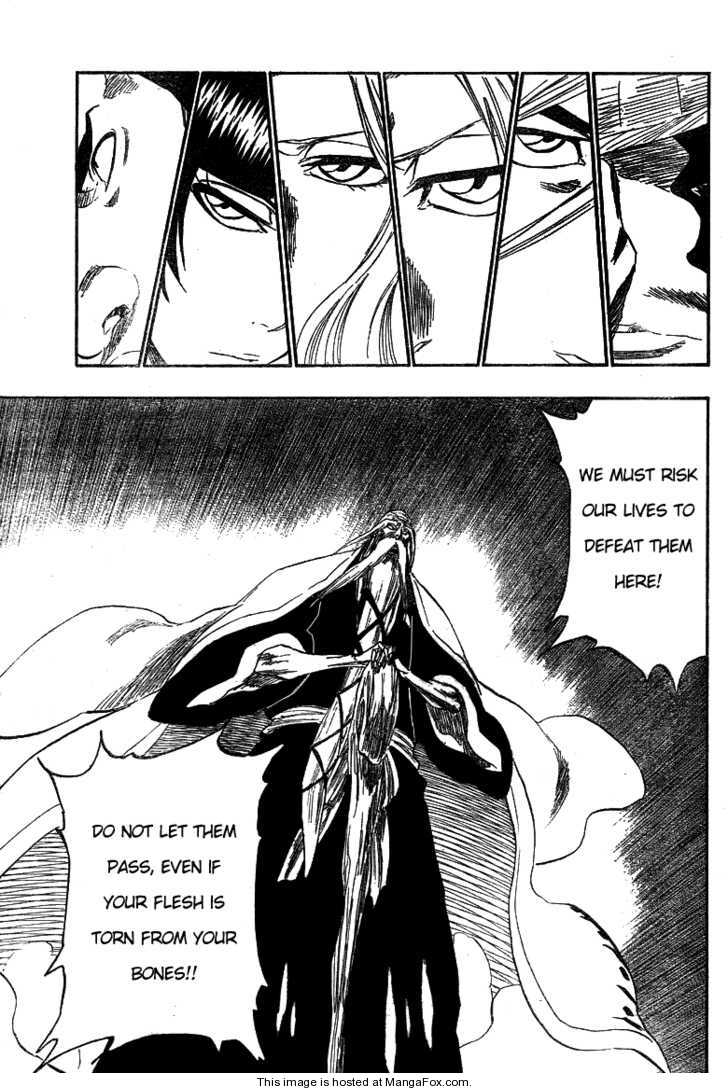 WE MUST RISK
OUR LIVES TO
DEFEAT THEM
HERE!
DO NOT LET THEM
PASS, EVEN IF
YOUR FLESH IS
TORN FROM YOUR
BONES!!
This image is hosted at MangaFox.com.